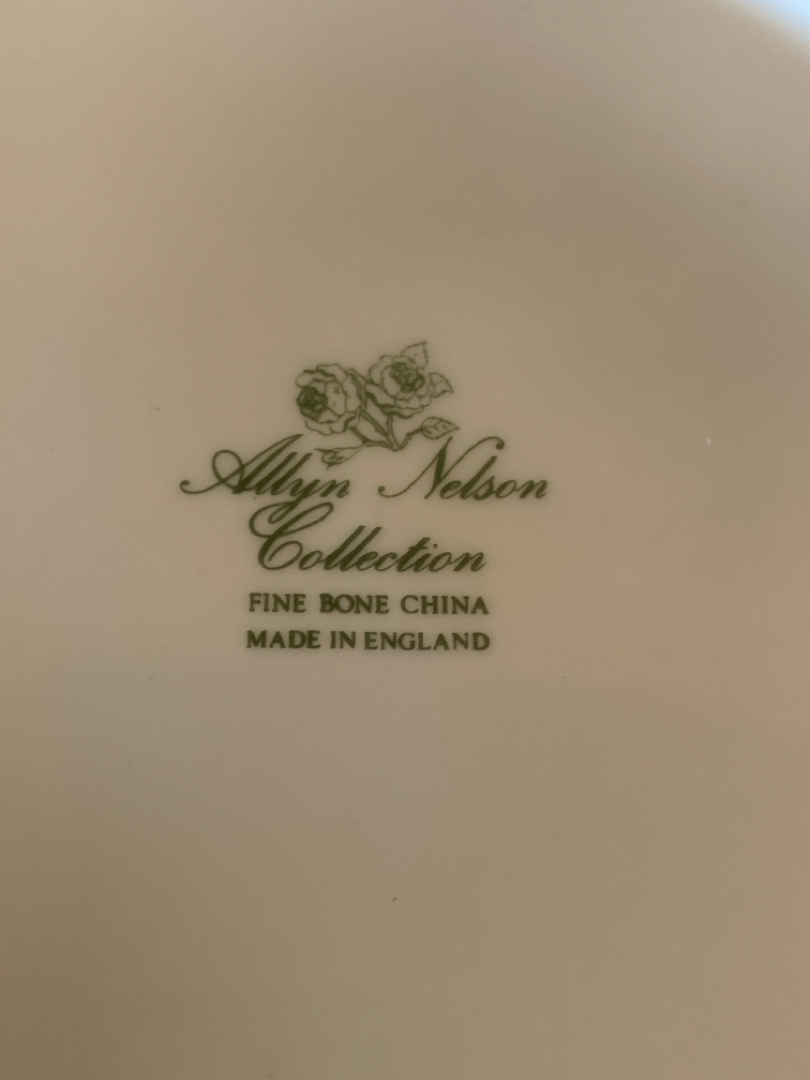 Allyn Nelson
Collection
FINE BONE CHINA
MADE IN ENGLAND